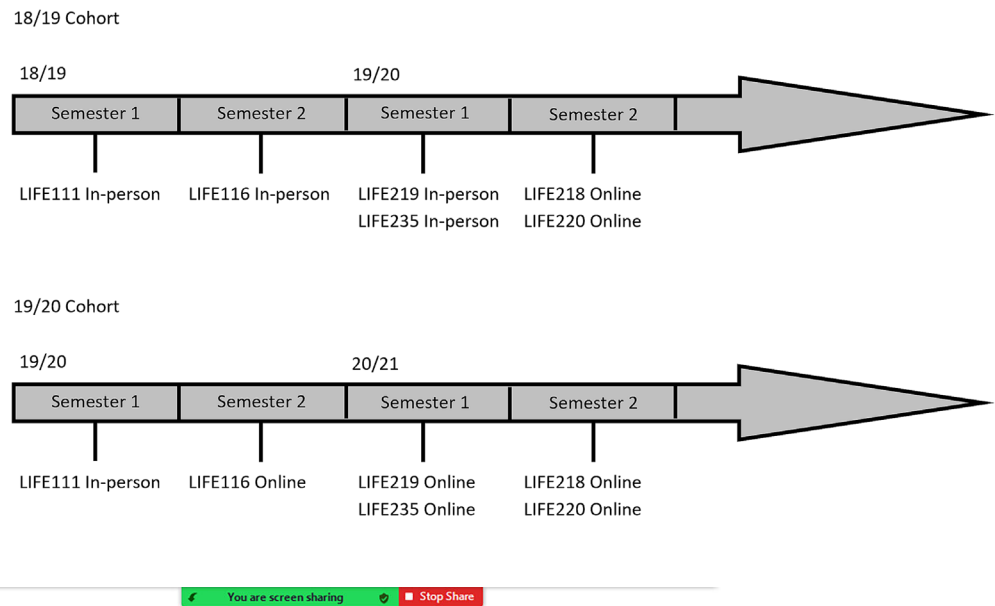 18/19 Cohort
18/19 19/20
Semester 1 Semester 2 Semester 1 Semester 2
LIFE111 In-person LIFE116 In-person LIFE219 In-person LIFE218 Online
LIFE235 In-person LIFE220 Online
19/20 Cohort
19/20 20/21
Semester 1 Semester 2 Semester 1 Semester 2
LIFE111 In-person LIFE116 Online LIFE219 Online LIFE218 Online
LIFE235 Online LIFE220 Online
You are screen sharing Stop Share